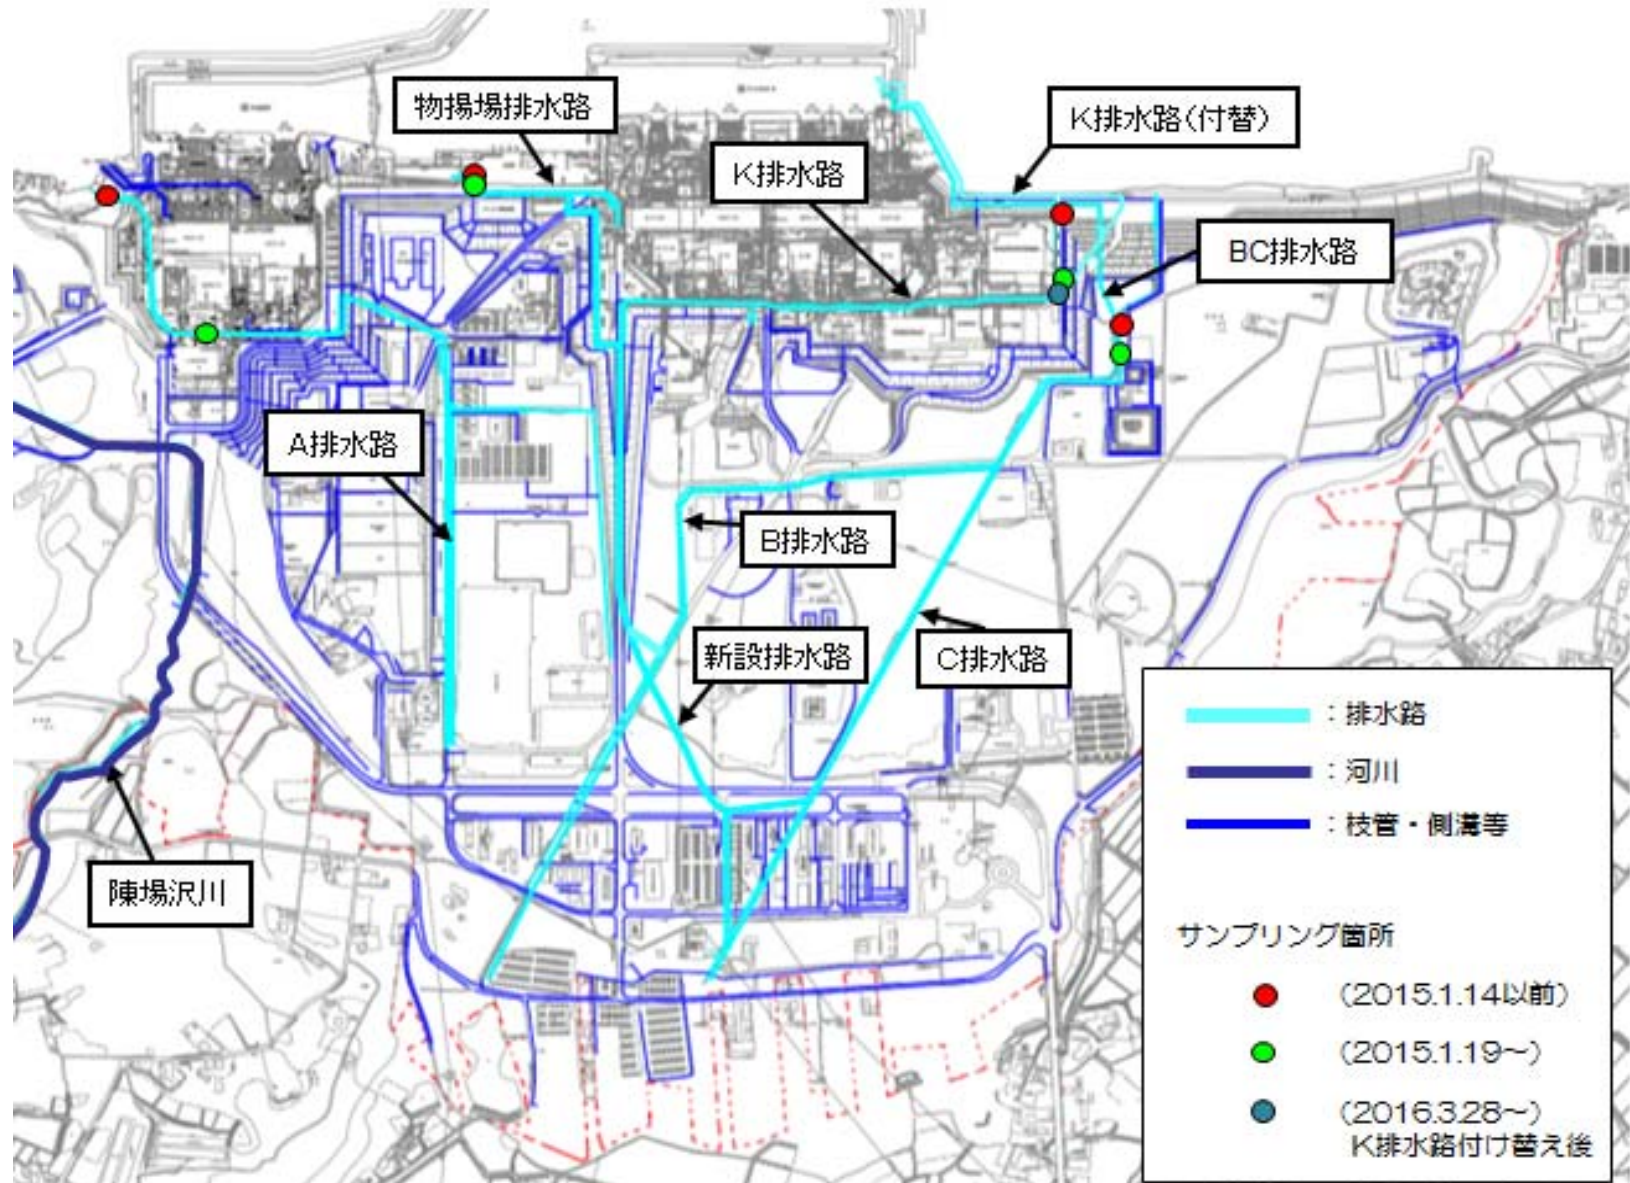 物揚場排水路
K排水路(付替)
K排水路
BC排水路
A排水路
B排水路
新設排水路
C排水路
陳場沢川
:排水路
:河川
:枝管・側溝等
サンプリング箇所
(2015.1.14以前)
(2015.1.19〜)
(2016.3.28〜)
K排水路付け替え後